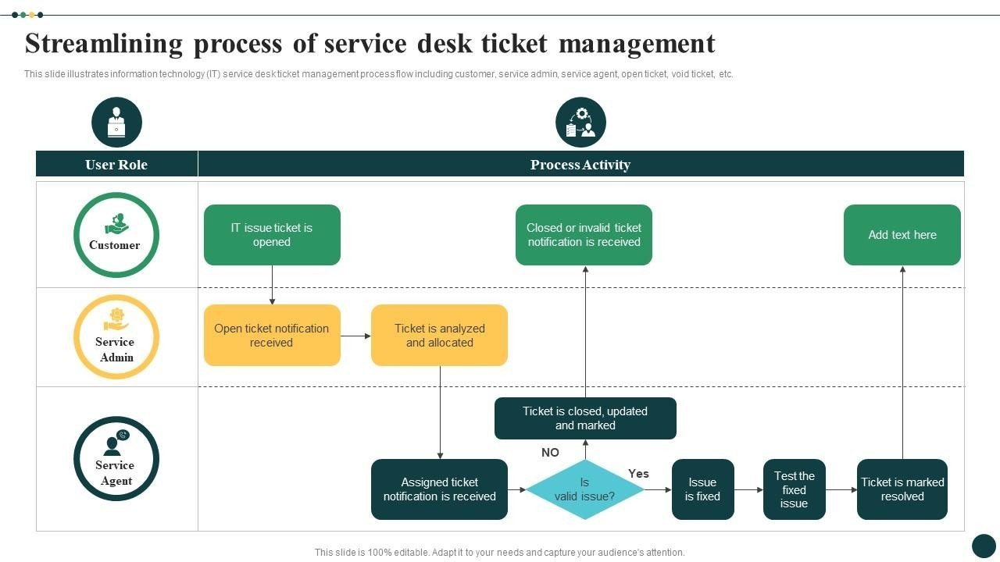 Streamlining process of service desk ticket management
This slide illustrates information technology (IT) service desk ticket management process flow including customer, service admin, service agent, open ticket, void ticket, etc.
User Role
Process Activity
Customer
IT issue ticket is
opened
Closed or invalid ticket
notification is received
Add text here
Service
Admin
Open ticket notification
received
Ticket is analyzed
and allocated
Service
Agent
Ticket is closed, updated
and marked
NO
Assigned ticket
notification is received
Is
valid issue?
Yes
Issue
is fixed
Test the
fixed
issue
Ticket is marked
resolved
This slide is 100% editable. Adapt it to your needs and capture your audience's attention.